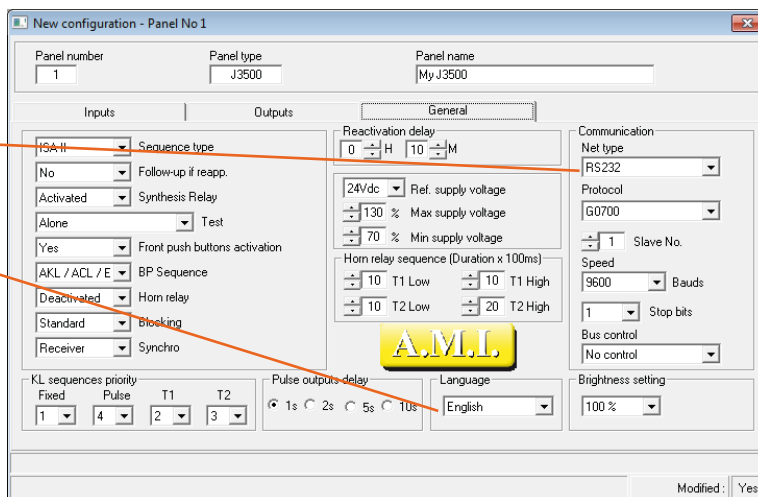 New configuration - Panel No 1
Panel number
Panel type
Panel name
1
J3500
My J3500
Inputs
Outputs
General
ISA II
Sequence type
No
Follow-up if reapp.
Activated
Synthesis Relay
Alone
Test
Yes
Front push buttons activation
AKL / ACL / E
BP Sequence
Deactivated
Horn relay
Standard
Blocking
Receiver
Synchro
Reactivation delay
0 H 10 M
24Vdc Ref. supply voltage
130 % Max supply voltage
70 % Min supply voltage
Horn relay sequence (Duration x 100ms)
10 T1 Low 10 T1 High
10 T2 Low 20 T2 High
A.M.I.
Communication
Net type
RS232
Protocol
G0700
1 Slave No.
Speed
9600 Bauds
1 Stop bits
Bus control
No control
KL sequences priority
Fixed Pulse T1 T2
1 4 2 3
Pulse outputs delay
1s 2s 5s 10s
Language
English
Brightness setting
100 %
Modified : Yes